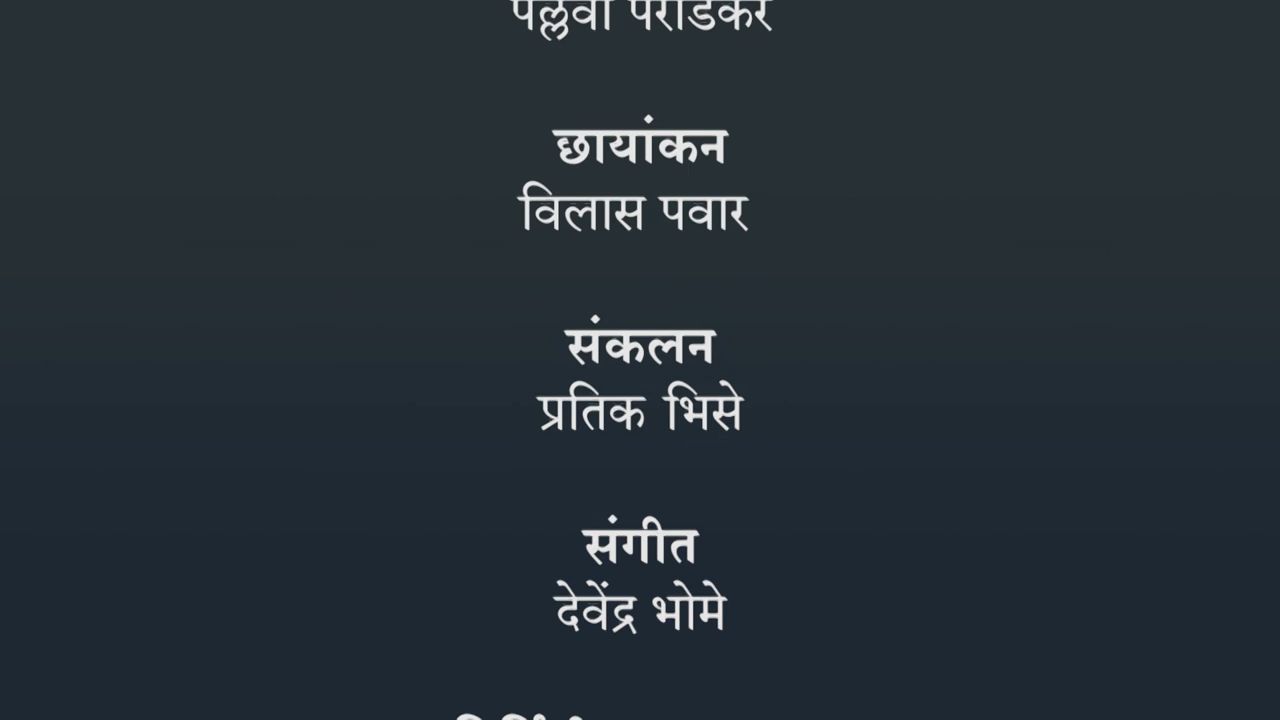 पल्लवी पराडकर
छायांकन
विलास पवार
संकलन
प्रतिक भिसे
संगीत
देवेंद्र भोमे